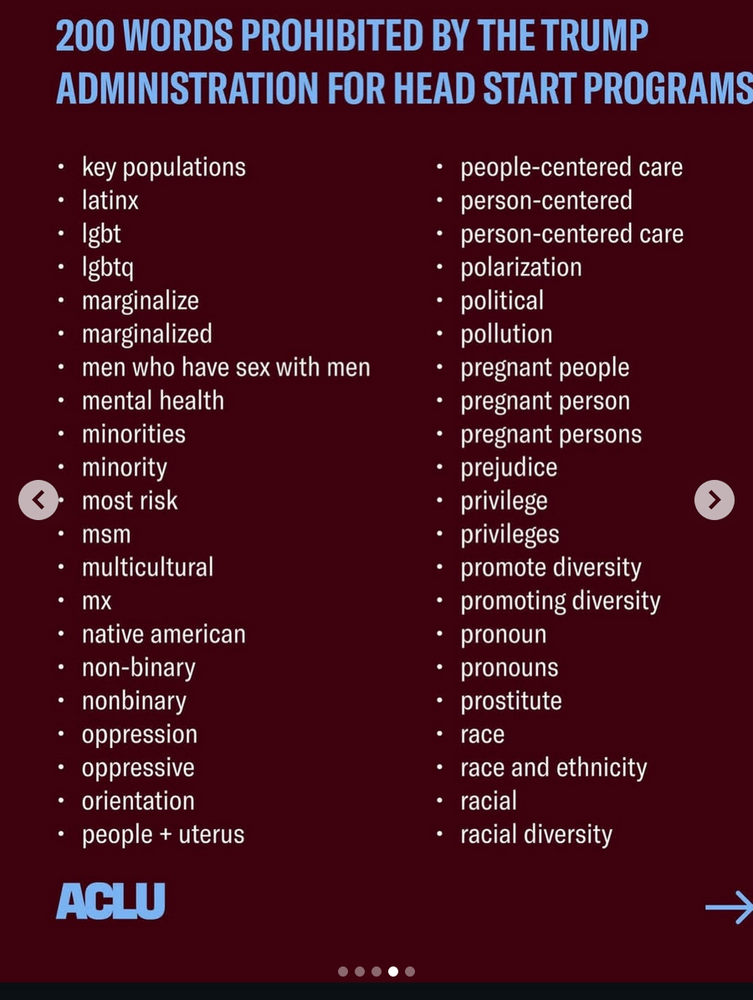 200 WORDS PROHIBITED BY THE TRUMP
ADMINISTRATION FOR HEAD START PROGRAMS
• key populations
• latinx
• lgbt
• lgbtq
• marginalize
• marginalized
• men who have sex with men
• mental health
• minorities
• minority
• most risk
• msm
• multicultural
• mx
• native american
• non-binary
• nonbinary
• oppression
• oppressive
• orientation
• people + uterus
• people-centered care
• person-centered
• person-centered care
• polarization
• political
• pollution
• pregnant people
• pregnant person
• pregnant persons
• prejudice
• privilege
• privileges
• promote diversity
• promoting diversity
• pronoun
• pronouns
• prostitute
• race
• race and ethnicity
• racial
• racial diversity
ACLU